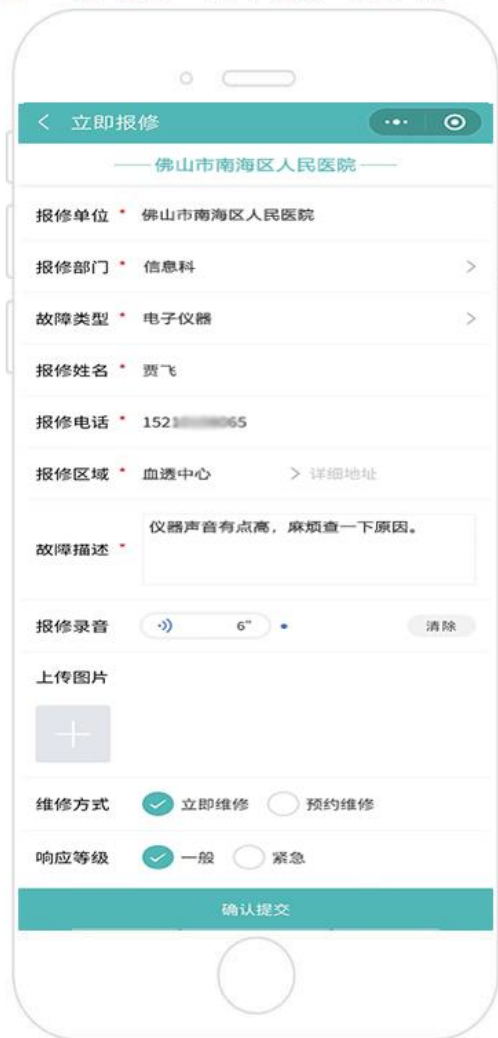 立即报修
佛山市南海区人民医院
报修单位 * 佛山市南海区人民医院
报修部门 * 信息科 >
故障类型 * 电子仪器 >
报修姓名 * 贾飞
报修电话 * 152 65
报修区域 * 血透中心 > 详细地址
故障描述 * 仪器声音有点高，麻烦查一下原因。
报修录音 6" 清除
上传图片
维修方式 立即维修 预约维修
响应等级 一般 紧急
确认提交